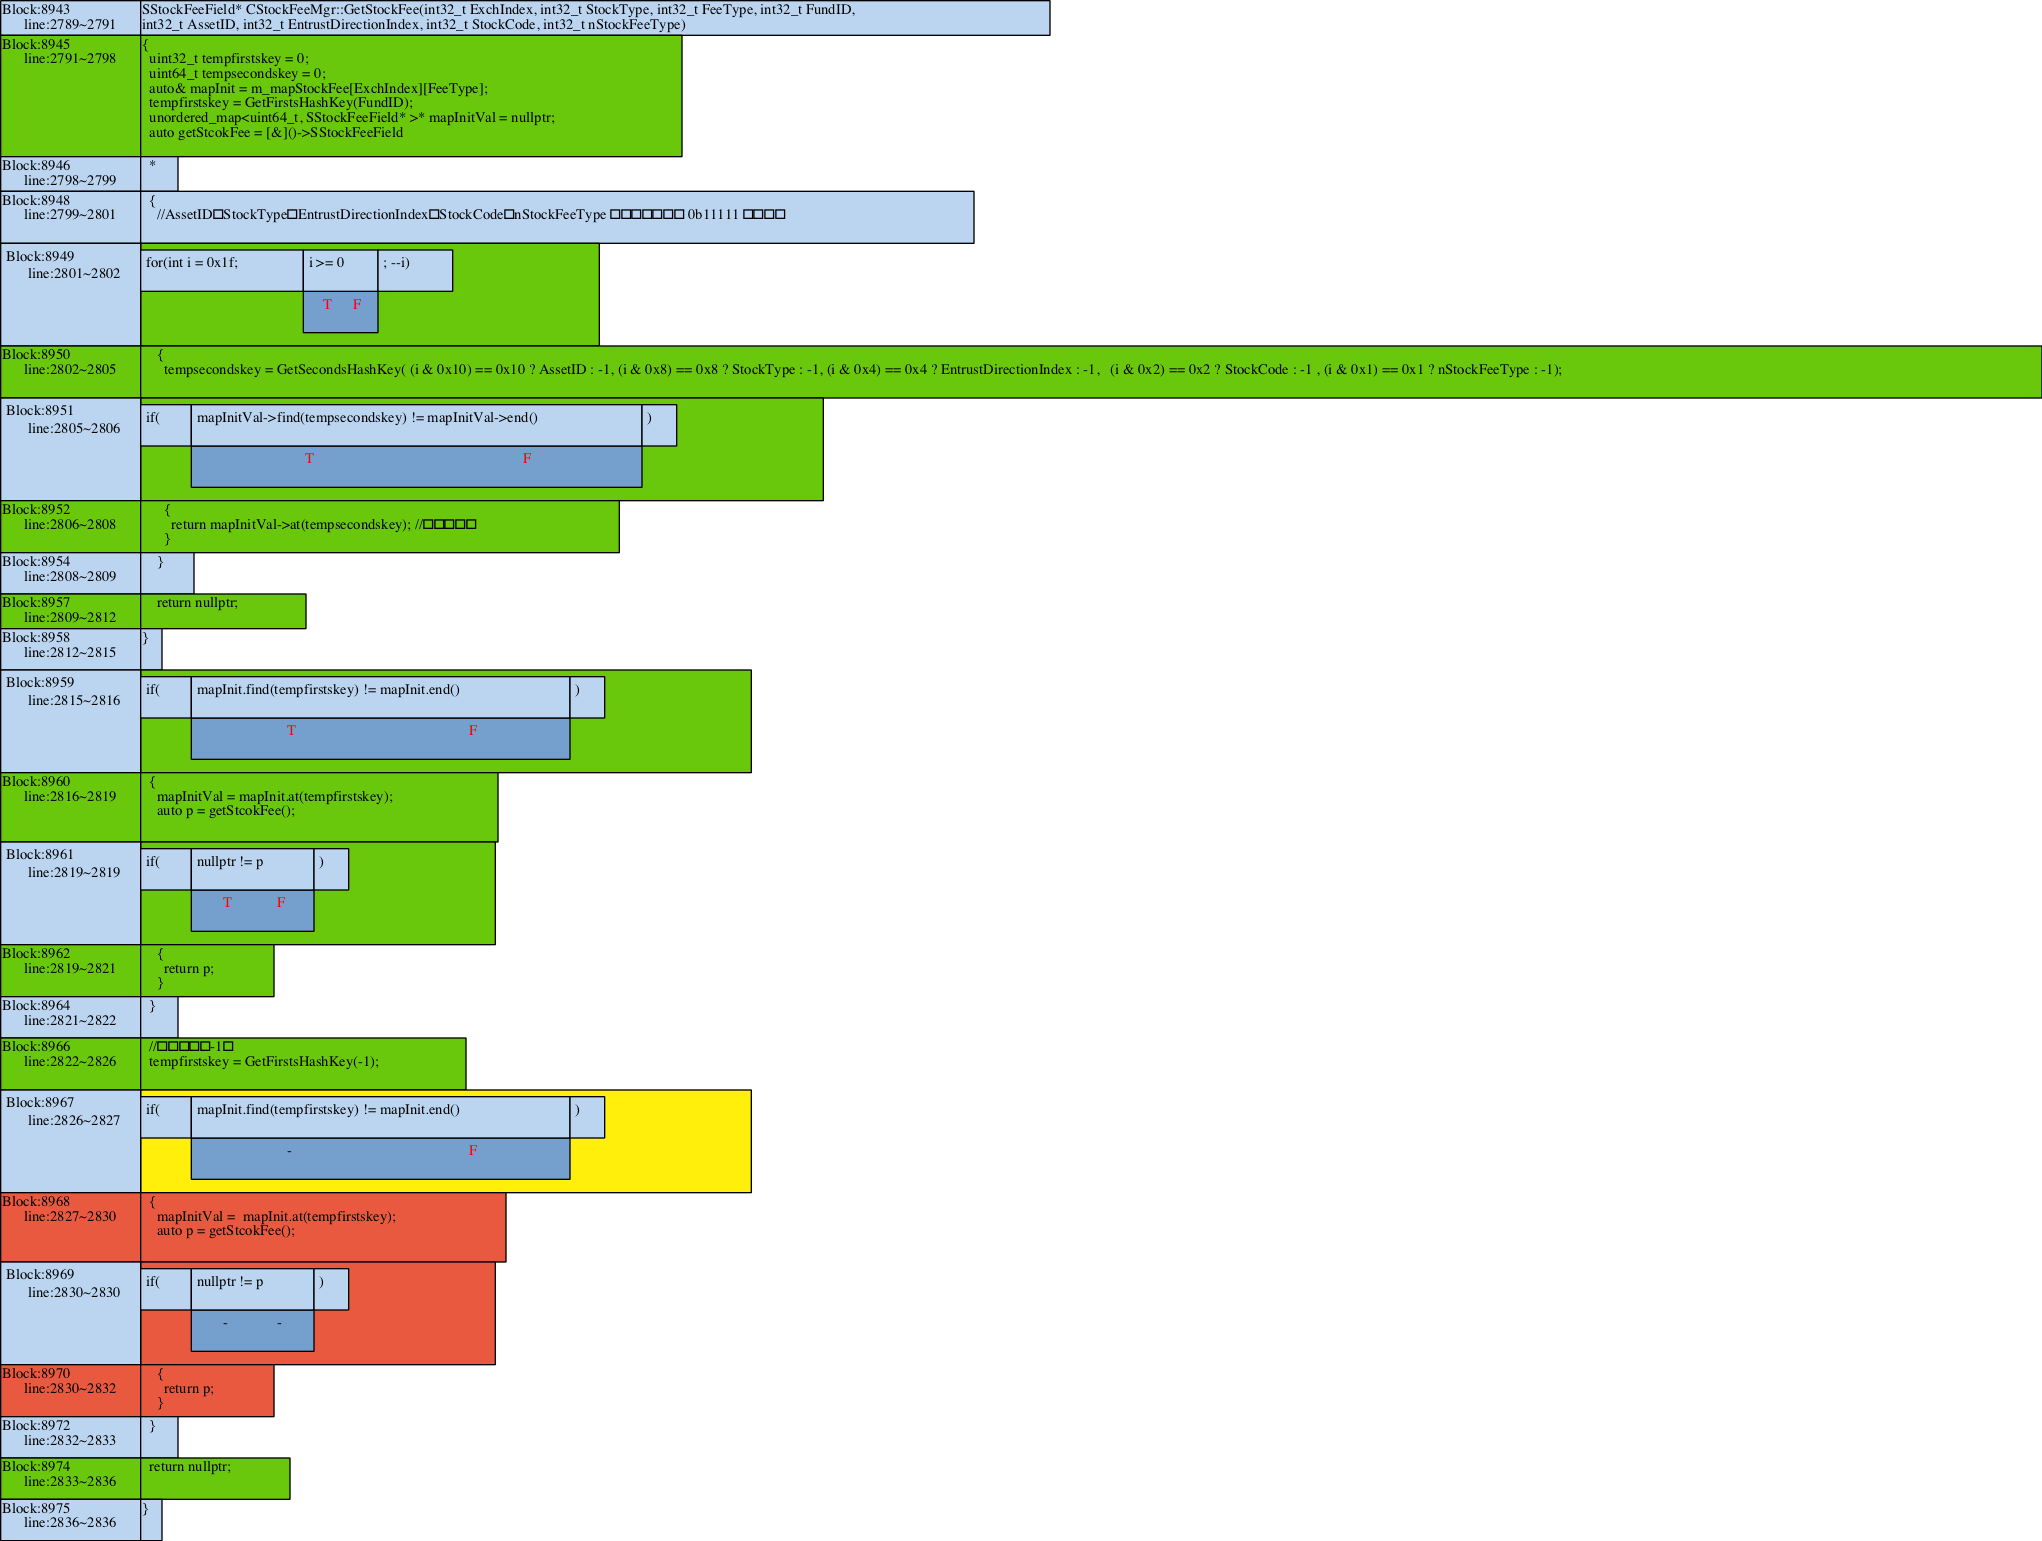 Block:8943
line:2789~2791
SStockFeeField* CStockFeeMgr::GetStockFee(int32_t ExchIndex, int32_t StockType, int32_t FeeType, int32_t FundID,
int32_t AssetID, int32_t EntrustDirectionIndex, int32_t StockCode, int32_t nStockFeeType)
Block:8945
line:2791~2798
{
uint32_t tempfirstskey = 0;
uint64_t tempsecondskey = 0;
auto& mapInit = m_mapStockFee[ExchIndex][FeeType];
tempfirstskey = GetFirstsHashKey(FundID);
unordered_map<uint64_t, SStockFeeField* >* mapInitVal = nullptr;
auto getStcokFee = [&]()->SStockFeeField
Block:8946
line:2798~2799
*
Block:8948
line:2799~2801
{
//AssetID□StockType□EntrustDirectionIndex□StockCode□nStockFeeType □□□□□□□ 0b11111 □□□□
Block:8949
line:2801~2802
for(int i = 0x1f; i >= 0 ; --i)
T F
Block:8950
line:2802~2805
{
tempsecondskey = GetSecondsHashKey( (i & 0x10) == 0x10 ? AssetID : -1, (i & 0x8) == 0x8 ? StockType : -1, (i & 0x4) == 0x4 ? EntrustDirectionIndex : -1, (i & 0x2) == 0x2 ? StockCode : -1 , (i & 0x1) == 0x1 ? nStockFeeType : -1);
Block:8951
line:2805~2806
if( mapInitVal->find(tempsecondskey) != mapInitVal->end() )
T F
Block:8952
line:2806~2808
{
return mapInitVal->at(tempsecondskey); //□□□□□
}
Block:8954
line:2808~2809
}
Block:8957
line:2809~2812
return nullptr;
Block:8958
line:2812~2815
}
Block:8959
line:2815~2816
if( mapInit.find(tempfirstskey) != mapInit.end() )
T F
Block:8960
line:2816~2819
{
mapInitVal = mapInit.at(tempfirstskey);
auto p = getStcokFee();
Block:8961
line:2819~2819
if( nullptr != p )
T F
Block:8962
line:2819~2821
{
return p;
}
Block:8964
line:2821~2822
}
Block:8966
line:2822~2826
//□□□□□-1□
tempfirstskey = GetFirstsHashKey(-1);
Block:8967
line:2826~2827
if( mapInit.find(tempfirstskey) != mapInit.end() )
- F
Block:8968
line:2827~2830
{
mapInitVal = mapInit.at(tempfirstskey);
auto p = getStcokFee();
Block:8969
line:2830~2830
if( nullptr != p )
- -
Block:8970
line:2830~2832
{
return p;
}
Block:8972
line:2832~2833
}
Block:8974
line:2833~2836
return nullptr;
Block:8975
line:2836~2836
}